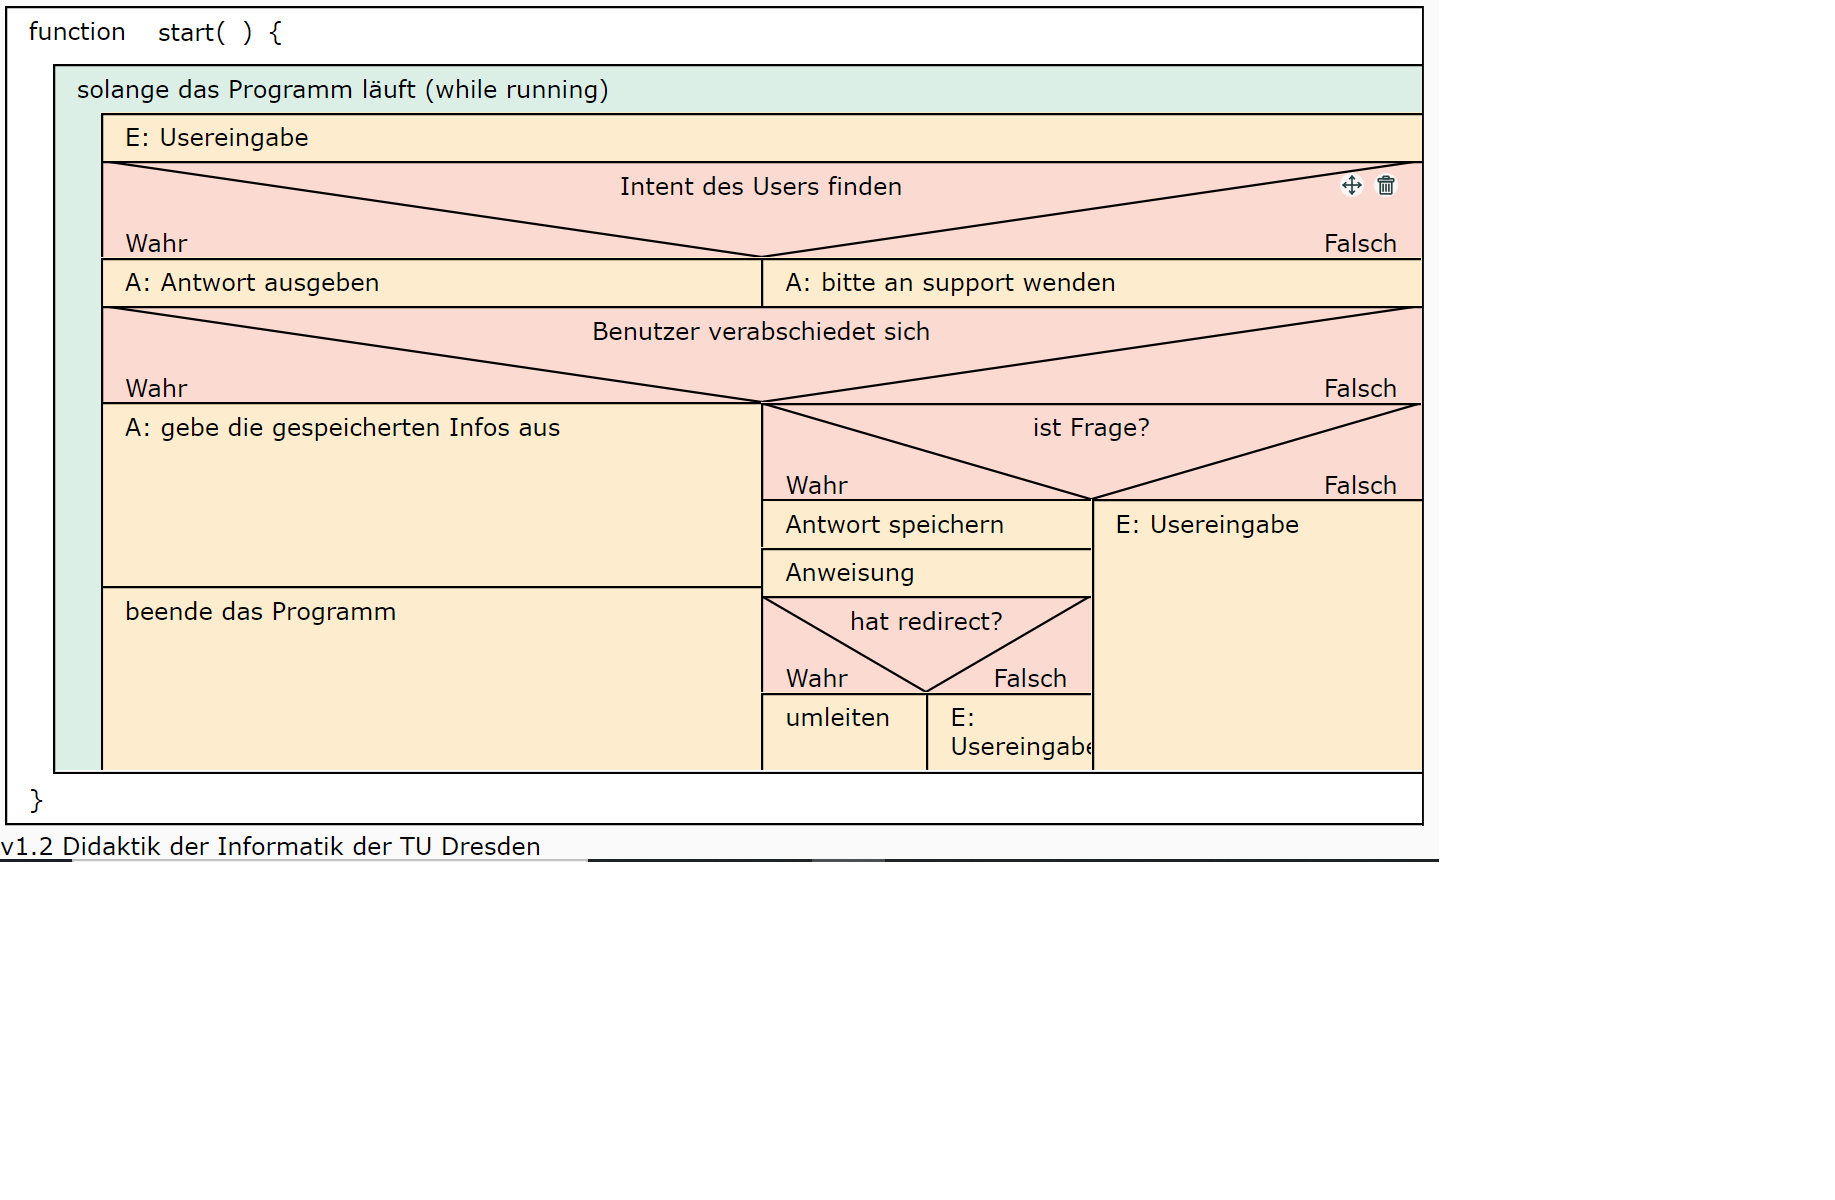 function start( ) {
solange das Programm läuft (while running)
E: Usereingabe
Intent des Users finden
Wahr Falsch
A: Antwort ausgeben
A: bitte an support wenden
Benutzer verabschiedet sich
Wahr Falsch
A: gebe die gespeicherten Infos aus
beende das Programm
ist Frage?
Wahr Falsch
Antwort speichern
Anweisung
hat redirect?
Wahr Falsch
umleiten
E:
Usereingabe
E: Usereingabe
}
v1.2 Didaktik der Informatik der TU Dresden